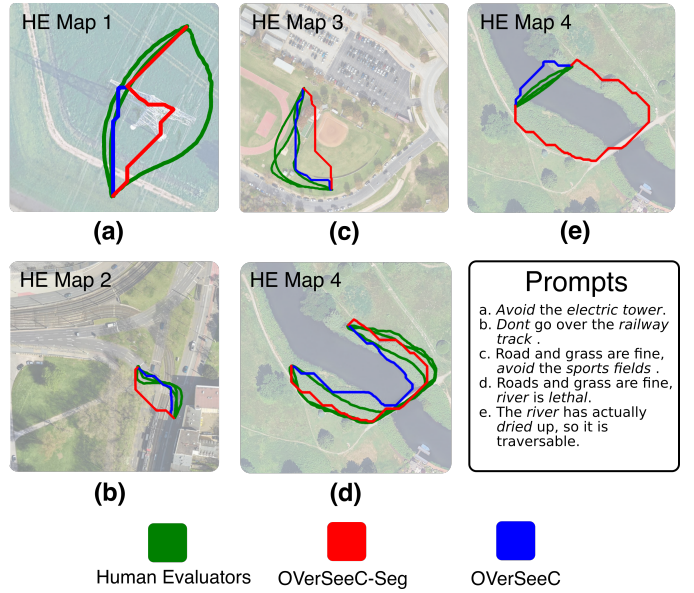 HE Map 1
HE Map 3
HE Map 4
(a)
(c)
(e)
HE Map 2
HE Map 4
(b)
(d)
Prompts
a. Avoid the electric tower.
b. Dont go over the railway
track .
c. Road and grass are fine,
avoid the sports fields .
d. Roads and grass are fine,
river is lethal.
e. The river has actually
dried up, so it is
traversable.
Human Evaluators
OVerSeeC-Seg
OVerSeeC